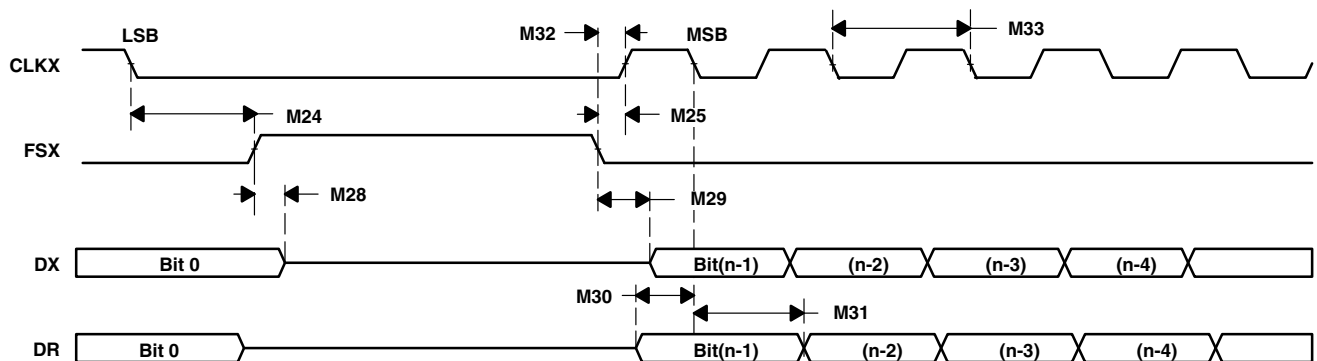 LSB
M32
MSB
M33
CLKX
M24
M25
FSX
M28
M29
DX
Bit 0
Bit(n-1)
(n-2)
(n-3)
(n-4)
M30
M31
DR
Bit 0
Bit(n-1)
(n-2)
(n-3)
(n-4)